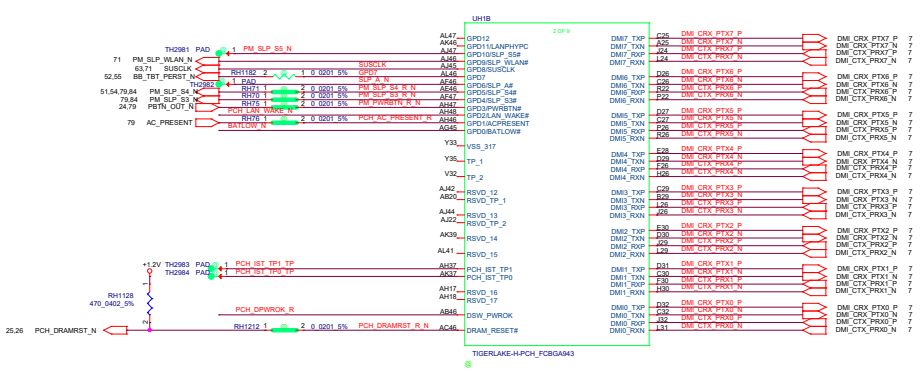 UH1B
2 OF 9
AL47 GPD12 DMI7_TXP C25 DMI_CRX_PTX7_P DMI_CRX_PTX7_P 7
AK46 GPD11/LANPHYPC DMI7_TXN A25 DMI_CRX_PTX7_N DMI_CRX_PTX7_N 7
TH2981 PAD 1 PM_SLP_S5_N AJ47 GPD10/SLP_S5# DMI7_RXP J24 DMI_CTX_PRX7_P DMI_CTX_PRX7_P 7
71 PM_SLP_WLAN_N AJ46 GPD9/SLP_WLAN# DMI7_RXN L24 DMI_CTX_PRX7_N DMI_CTX_PRX7_N 7
63,71 SUSCLK SUSCLK AJ45 GPD8/SUSCLK
52,55 BB_TBT_PERST_N RH1182 2 1 0_0201_5% GPD7 AL46 GPD7 DMI6_TXP D26 DMI_CRX_PTX6_P DMI_CRX_PTX6_P 7
TH2982 1 PAD SLP_A_N AF47 GPD6/SLP_A# DMI6_TXN C26 DMI_CRX_PTX6_N DMI_CRX_PTX6_N 7
51,54,79,84 PM_SLP_S4_N RH71 1 2 0_0201_5% PM_SLP_S4_R_N AE46 GPD5/SLP_S4# DMI6_RXP R22 DMI_CTX_PRX6_P DMI_CTX_PRX6_P 7
79,84 PM_SLP_S3_N RH70 1 2 0_0201_5% PM_SLP_S3_R_N AF46 GPD4/SLP_S3# DMI6_RXN P22 DMI_CTX_PRX6_N DMI_CTX_PRX6_N 7
24,79 PBTN_OUT_N RH75 1 2 0_0201_5% PM_PWRBTN_R_N AH47 GPD3/PWRBTN#
PCH_LAN_WAKE_N AH48 GPD2/LAN_WAKE# DMI5_TXP D27 DMI_CRX_PTX5_P DMI_CRX_PTX5_P 7
79 AC_PRESENT RH76 1 2 0_0201_5% PCH_AC_PRESENT_R AH46 GPD1/ACPRESENT DMI5_TXN C27 DMI_CRX_PTX5_N DMI_CRX_PTX5_N 7
BATLOW_N AG45 GPD0/BATLOW# DMI5_RXP P26 DMI_CTX_PRX5_P DMI_CTX_PRX5_P 7
DMI5_RXN R26 DMI_CTX_PRX5_N DMI_CTX_PRX5_N 7
Y33 VSS_317
DMI4_TXP E28 DMI_CRX_PTX4_P DMI_CRX_PTX4_P 7
Y35 TP_1 DMI4_TXN D29 DMI_CRX_PTX4_N DMI_CRX_PTX4_N 7
DMI4_RXP F26 DMI_CTX_PRX4_P DMI_CTX_PRX4_P 7
V32 TP_2 DMI4_RXN H26 DMI_CTX_PRX4_N DMI_CTX_PRX4_N 7
AJ42 RSVD_12 DMI3_TXP C29 DMI_CRX_PTX3_P DMI_CRX_PTX3_P 7
AB20 RSVD_TP_1 DMI3_TXN B29 DMI_CRX_PTX3_N DMI_CRX_PTX3_N 7
DMI3_RXP L26 DMI_CTX_PRX3_P DMI_CTX_PRX3_P 7
AJ44 RSVD_13 DMI3_RXN J26 DMI_CTX_PRX3_N DMI_CTX_PRX3_N 7
AJ22 RSVD_TP_2
DMI2_TXP E30 DMI_CRX_PTX2_P DMI_CRX_PTX2_P 7
AK39 RSVD_14 DMI2_TXN D30 DMI_CRX_PTX2_N DMI_CRX_PTX2_N 7
DMI2_RXP J29 DMI_CTX_PRX2_P DMI_CTX_PRX2_P 7
AL41 RSVD_15 DMI2_RXN L29 DMI_CTX_PRX2_N DMI_CTX_PRX2_N 7
+1.2V TH2983 PAD 1 PCH_IST_TP1_TP AH37 PCH_IST_TP1 DMI1_TXP D31 DMI_CRX_PTX1_P DMI_CRX_PTX1_P 7
TH2984 PAD 1 PCH_IST_TP0_TP AK37 PCH_IST_TP0 DMI1_TXN C30 DMI_CRX_PTX1_N DMI_CRX_PTX1_N 7
1 DMI1_RXP F30 DMI_CTX_PRX1_P DMI_CTX_PRX1_P 7
RH1128 AH17 RSVD_16 DMI1_RXN H30 DMI_CTX_PRX1_N DMI_CTX_PRX1_N 7
470_0402_5% AH18 RSVD_17
DMI0_TXP D32 DMI_CRX_PTX0_P DMI_CRX_PTX0_P 7
2 PCH_DPWROK_R AB46 DSW_PWROK DMI0_TXN C32 DMI_CRX_PTX0_N DMI_CRX_PTX0_N 7
DMI0_RXP J32 DMI_CTX_PRX0_P DMI_CTX_PRX0_P 7
25,26 PCH_DRAMRST_N RH1212 1 2 0_0201_5% PCH_DRAMRST_R_N AC46 DRAM_RESET# DMI0_RXN L31 DMI_CTX_PRX0_N DMI_CTX_PRX0_N 7
TIGERLAKE-H-PCH_FCBGA943